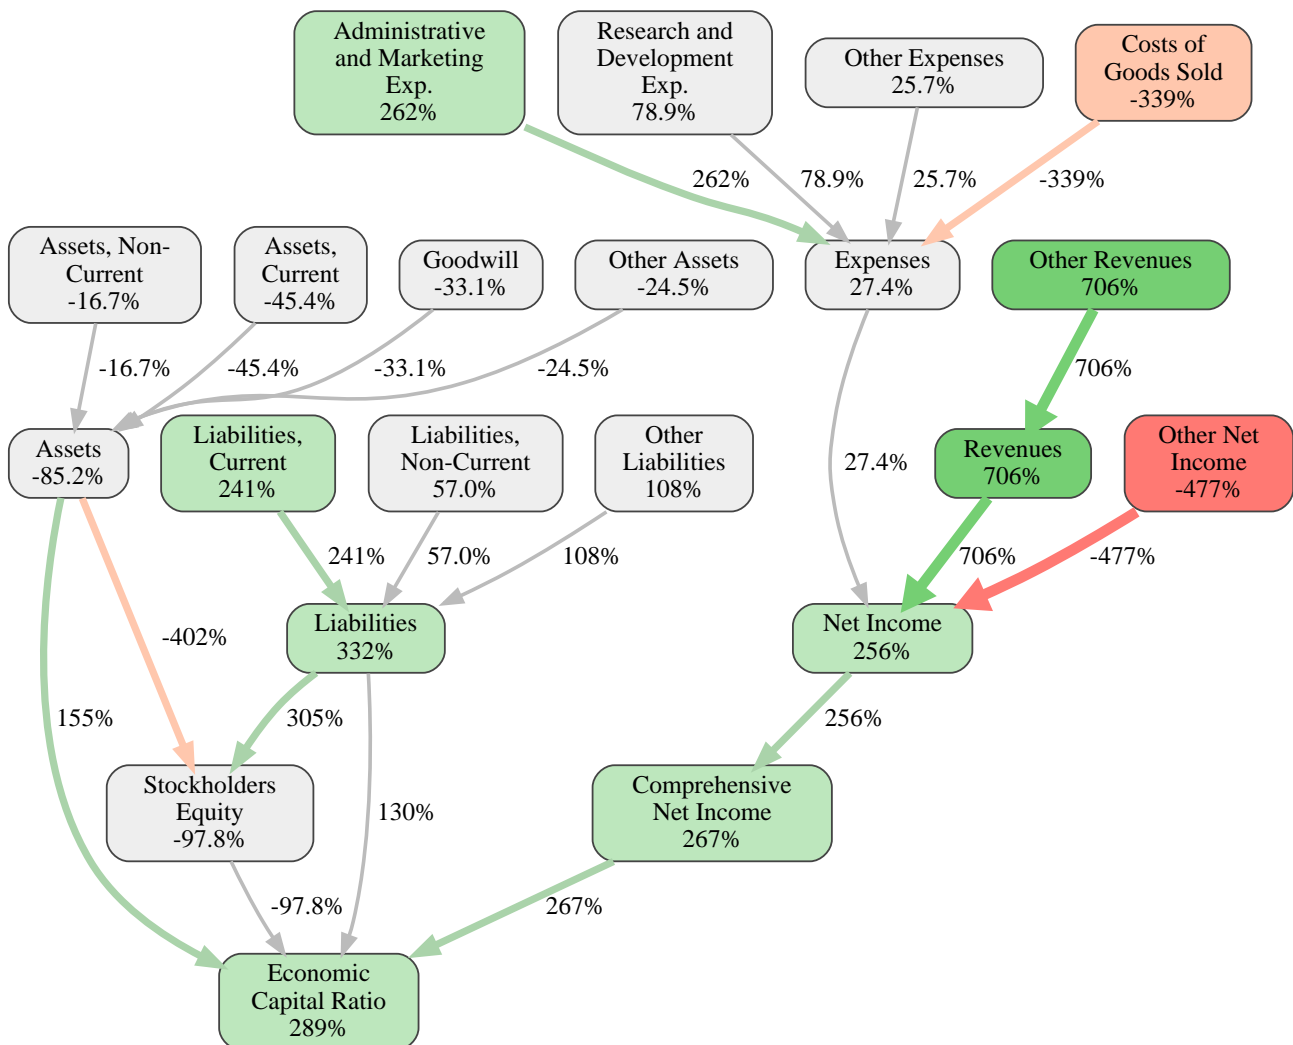 Administrative
and Marketing
Exp.
262%
Research and
Development
Exp.
78.9%
Other Expenses
25.7%
Costs of
Goods Sold
-339%
262%
78.9%
25.7%
-339%
Assets, Non-
Current
-16.7%
Assets,
Current
-45.4%
Goodwill
-33.1%
Other Assets
-24.5%
Expenses
27.4%
Other Revenues
706%
-16.7%
-45.4%
-33.1%
-24.5%
706%
Assets
-85.2%
Liabilities,
Current
241%
Liabilities,
Non-Current
57.0%
Other
Liabilities
108%
27.4%
Revenues
706%
Other Net
Income
-477%
241%
57.0%
108%
706%
-477%
-402%
Liabilities
332%
Net Income
256%
155%
305%
256%
Stockholders
Equity
-97.8%
130%
Comprehensive
Net Income
267%
-97.8%
267%
Economic
Capital Ratio
289%